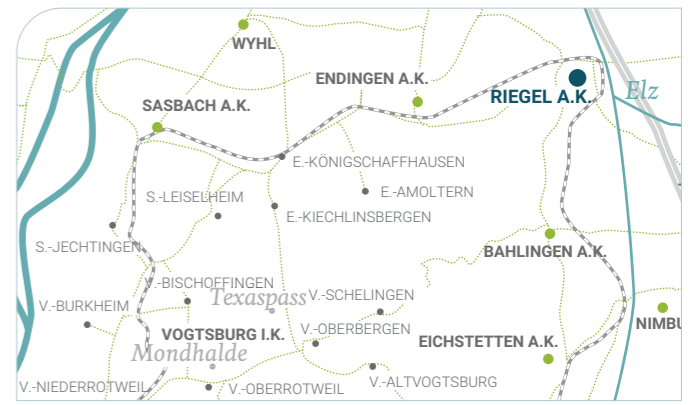 WYHL
ENDINGEN A.K.
RIEGEL A.K.
Elz
SASBACH A.K.
E.-KÖNIGSCHAFFHAUSEN
S.-LEISELHEIM
E.-AMOLTERN
E.-KIECHLINSBERGEN
S.-JECHTINGEN
BAHLINGEN A.K.
V.-BISCHOFFINGEN
Texaspass
V.-SCHELINGEN
V.-BURKHEIM
NIMBU
VOGTSBURG I.K.
V.-OBERBERGEN
EICHSTETTEN A.K.
Mondhalde
V.-NIEDERROTWEIL
V.-OBERROTWEIL
V.-ALTVOGTSBURG